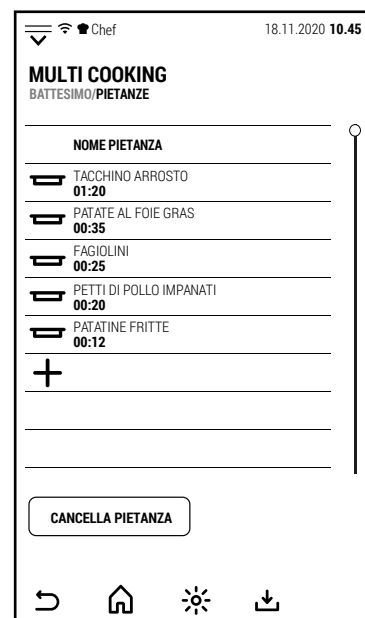 Chef 18.11.2020 10.45
MULTI COOKING
BATTESIMO/PIETANZE
NOME PIETANZA
TACCHINO ARROSTO
01:20
PATATE AL FOIE GRAS
00:35
FAGIOLINI
00:25
PETTI DI POLLO IMPANATI
00:20
PATATINE FRITTE
00:12
CANCELLA PIETANZA